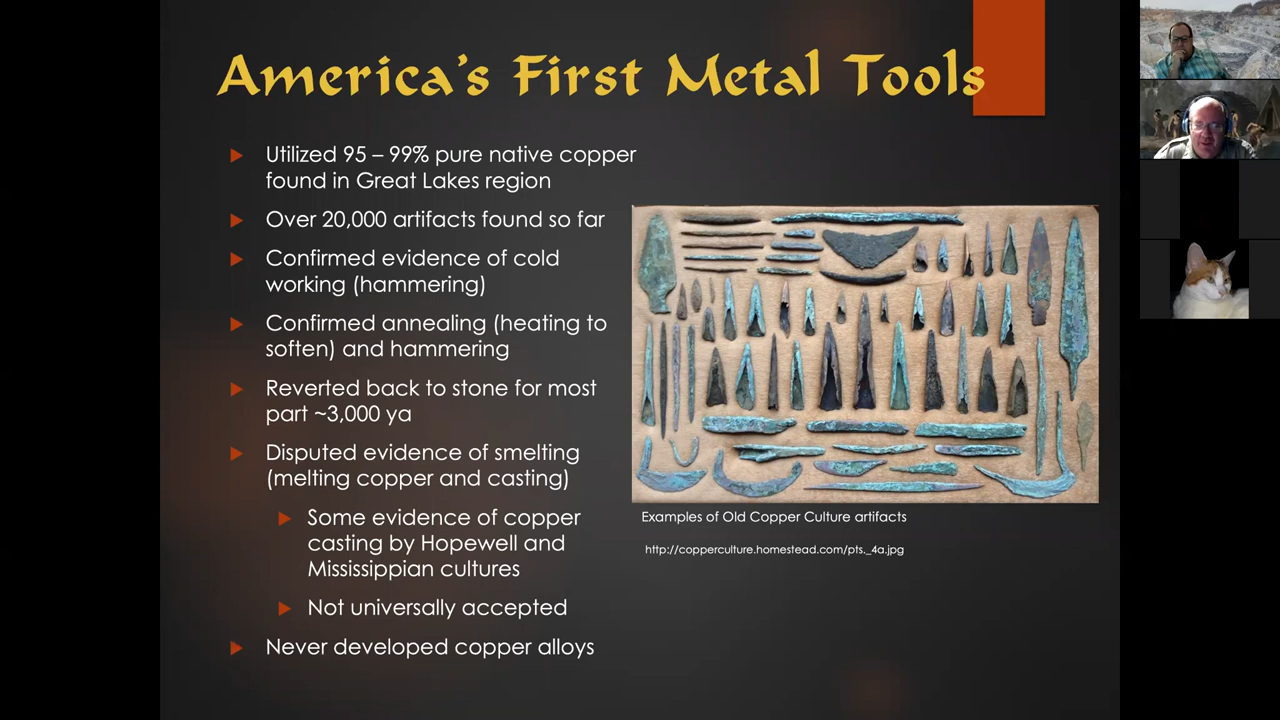 America's First Metal Tools
Utilized 95 – 99% pure native copper
found in Great Lakes region
Over 20,000 artifacts found so far
Confirmed evidence of cold
working (hammering)
Confirmed annealing (heating to
soften) and hammering
Reverted back to stone for most
part ~3,000 ya
Disputed evidence of smelting
(melting copper and casting)
Some evidence of copper
casting by Hopewell and
Mississippian cultures
Not universally accepted
Never developed copper alloys
Examples of Old Copper Culture artifacts
http://copperculture.homestead.com/pts._4a.jpg